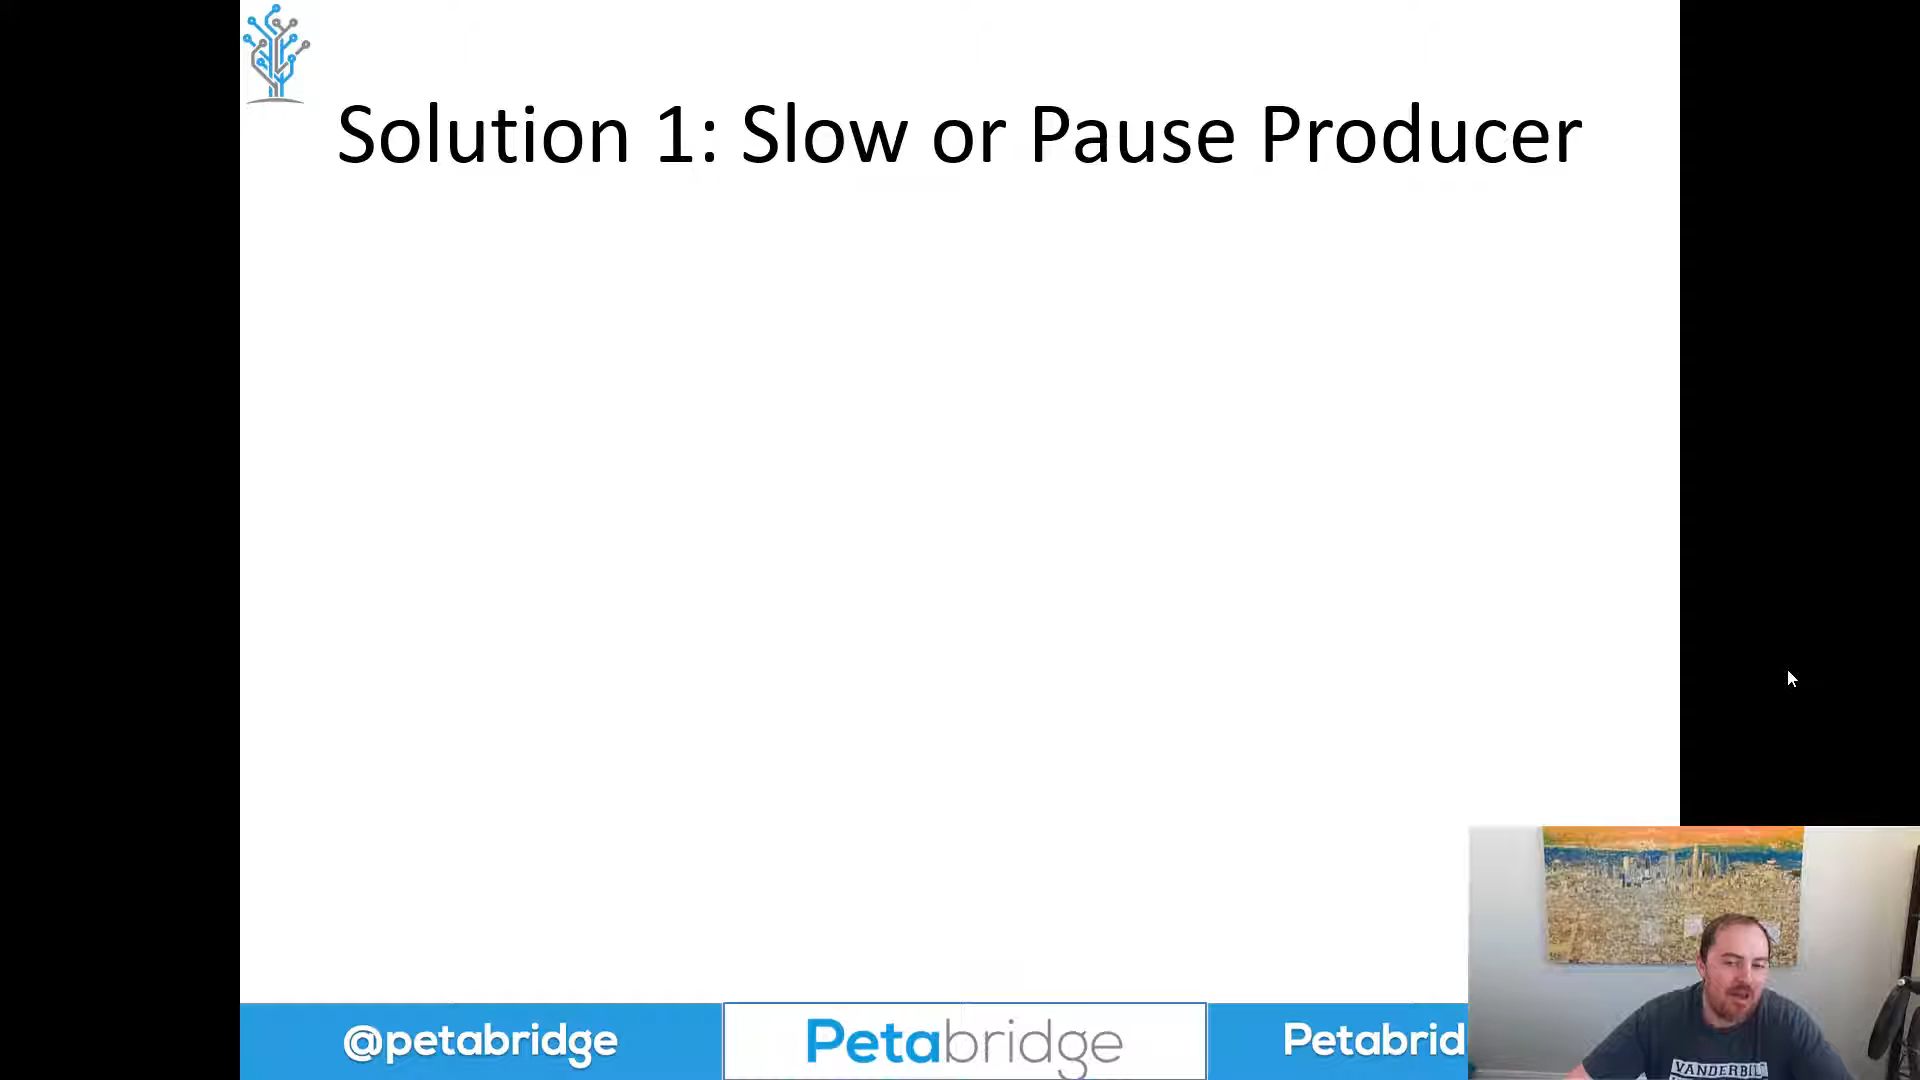 Solution 1: Slow or Pause Producer
@petabridge
Petabridge
Petabrid
VANDERBILT